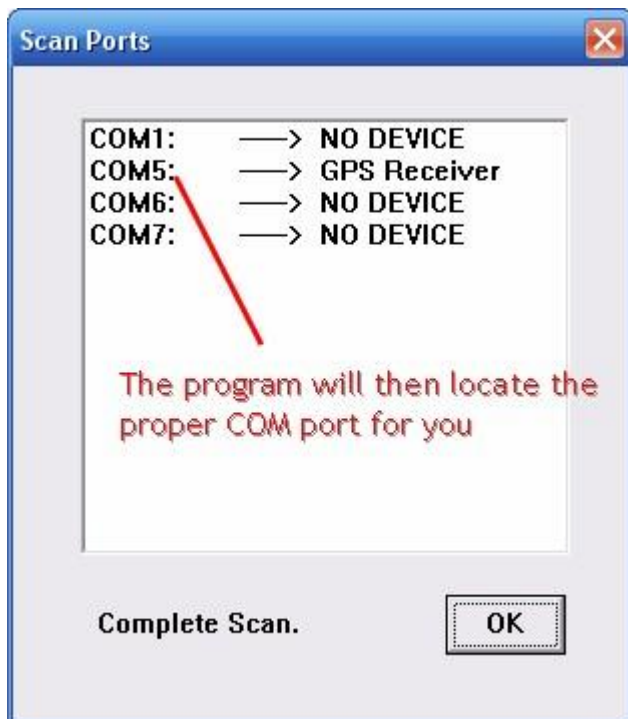 Scan Ports
COM1: ---> NO DEVICE
COM5: ---> GPS Receiver
COM6: ---> NO DEVICE
COM7: ---> NO DEVICE
The program will then locate the
proper COM port for you
Complete Scan.
OK